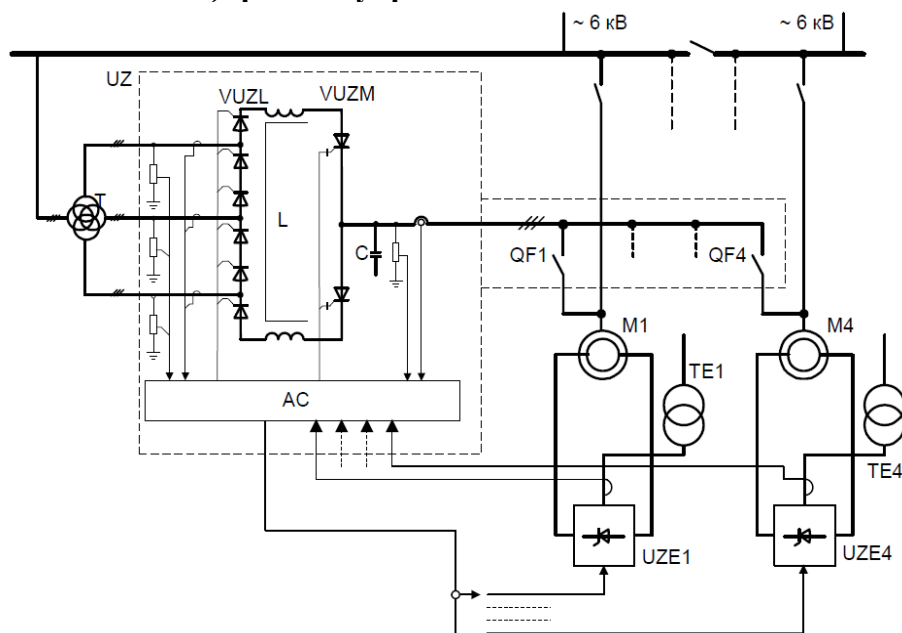 ~ 6 кВ
~ 6 кВ
UZ
VUZL
VUZM
T
L
C
QF1
QF4
M1
M4
TE1
AC
TE4
UZE1
UZE4